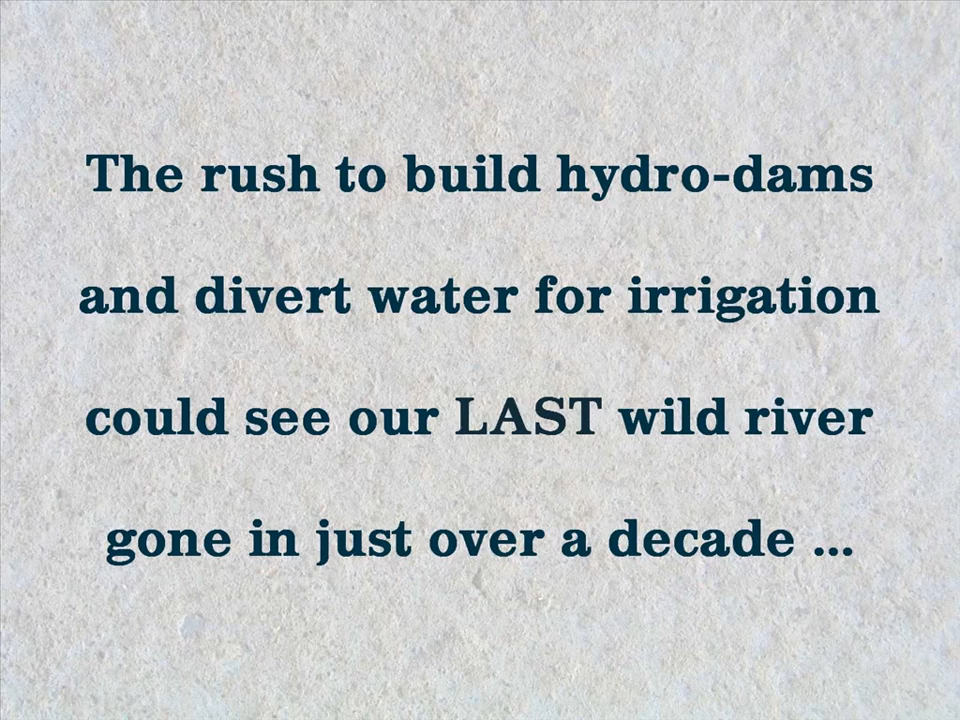 The rush to build hydro-dams
and divert water for irrigation
could see our LAST wild river
gone in just over a decade ...